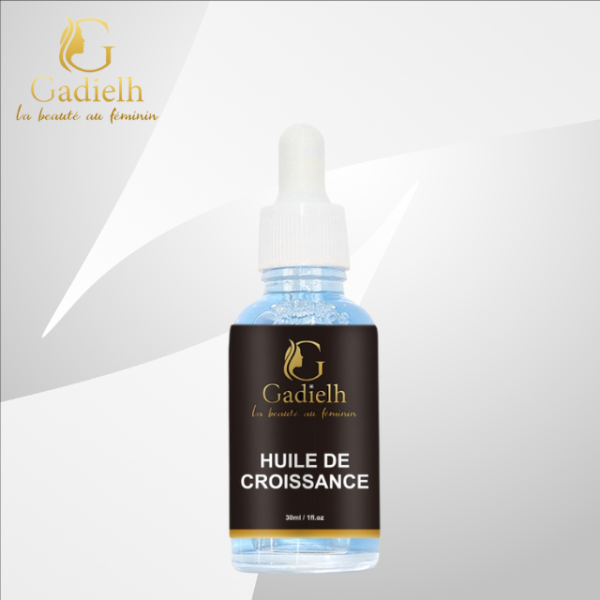 G
Gadielh
La beauté au féminin
G
Gadielh
La beauté au féminin
HUILE DE
CROISSANCE
30ml / 1fl.oz